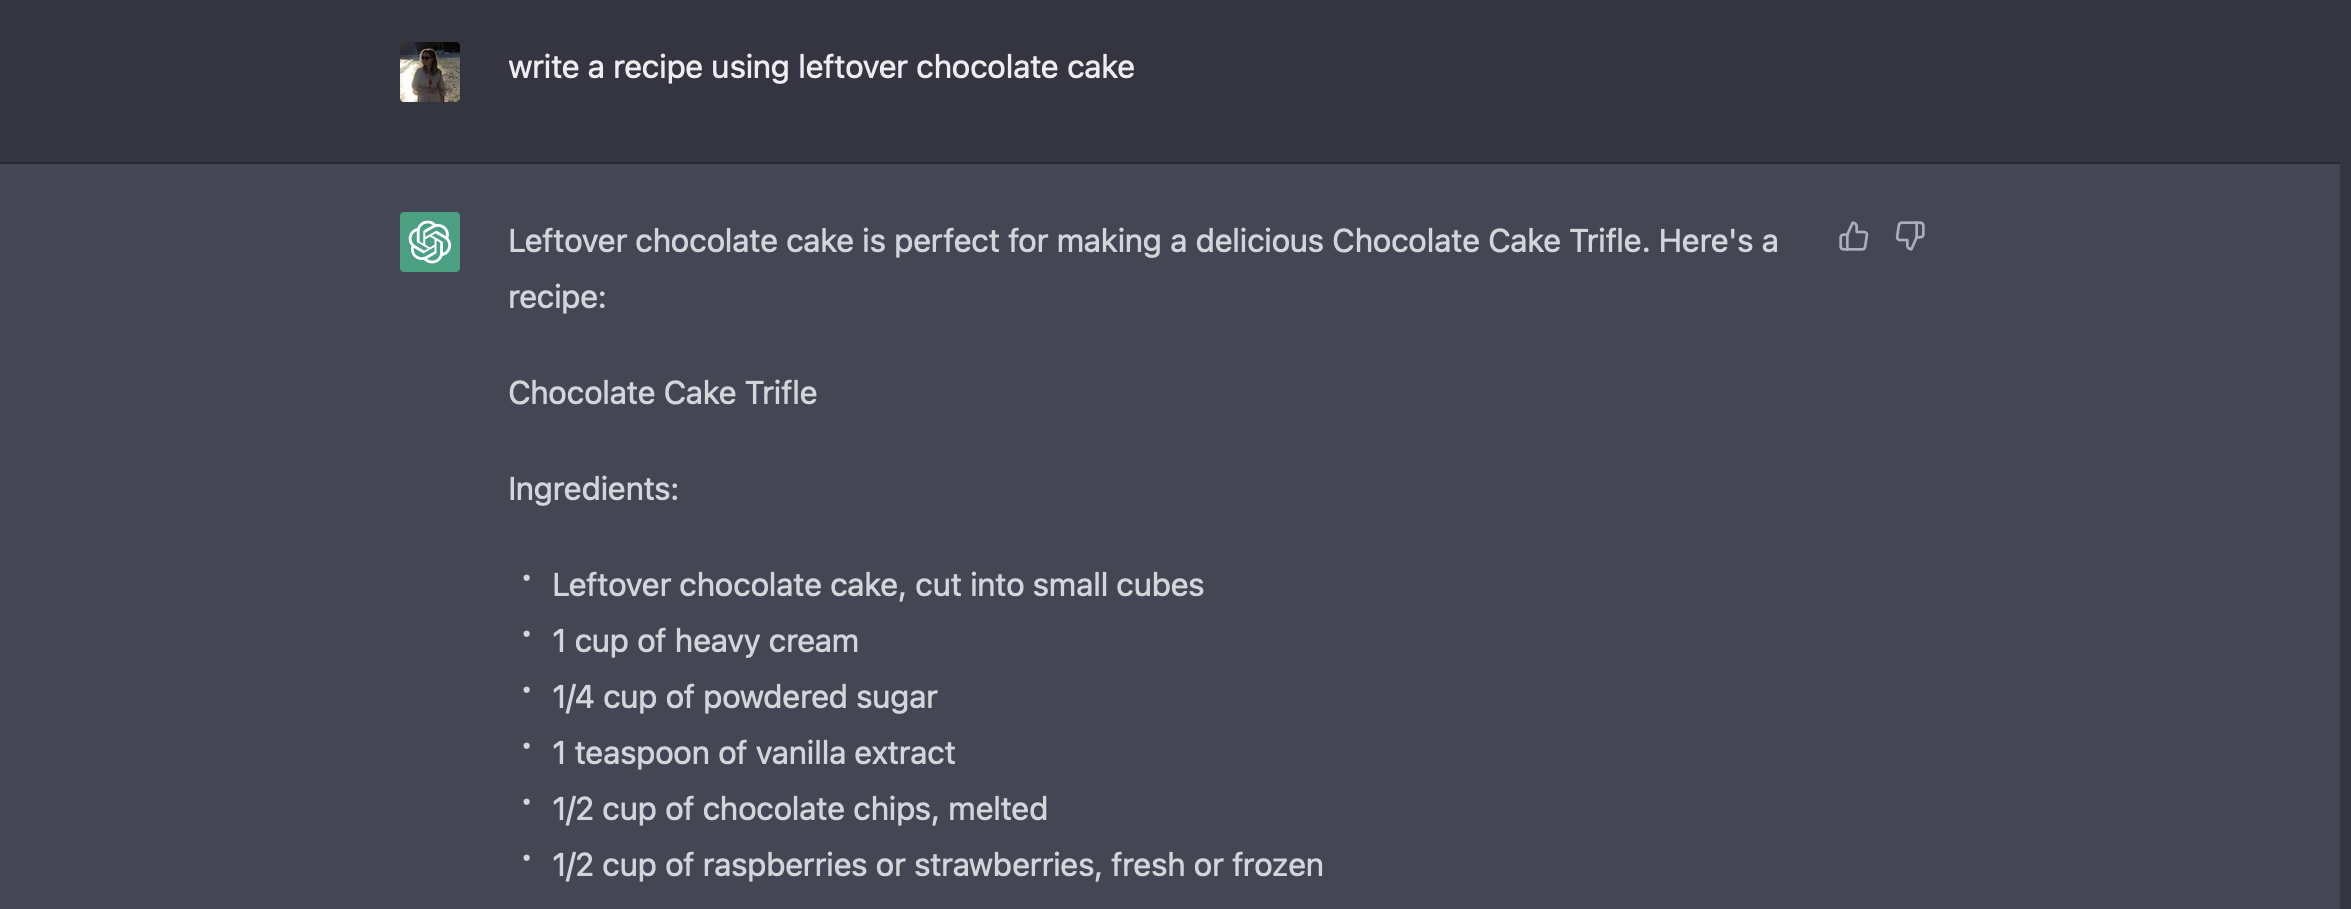 write a recipe using leftover chocolate cake
Leftover chocolate cake is perfect for making a delicious Chocolate Cake Trifle. Here's a
recipe:
Chocolate Cake Trifle
Ingredients:
• Leftover chocolate cake, cut into small cubes
• 1 cup of heavy cream
• 1/4 cup of powdered sugar
• 1 teaspoon of vanilla extract
• 1/2 cup of chocolate chips, melted
• 1/2 cup of raspberries or strawberries, fresh or frozen